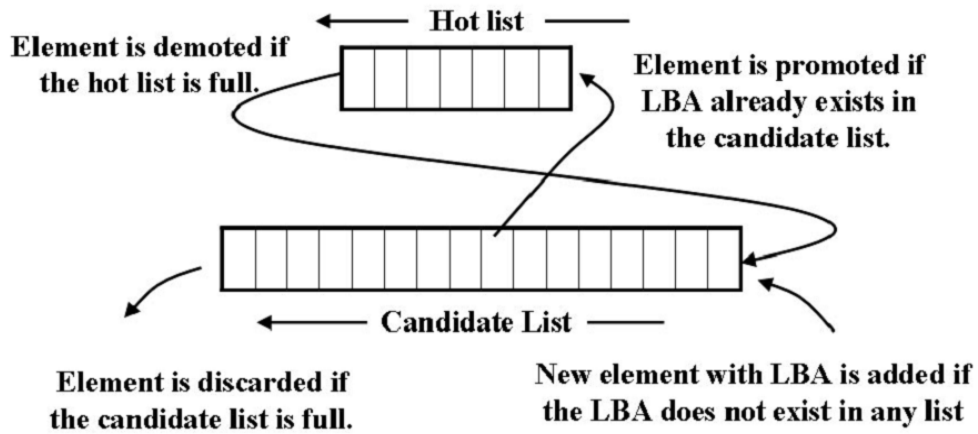 Hot list
Element is demoted if
the hot list is full.
Element is promoted if
LBA already exists in
the candidate list.
Candidate List
Element is discarded if
the candidate list is full.
New element with LBA is added if
the LBA does not exist in any list